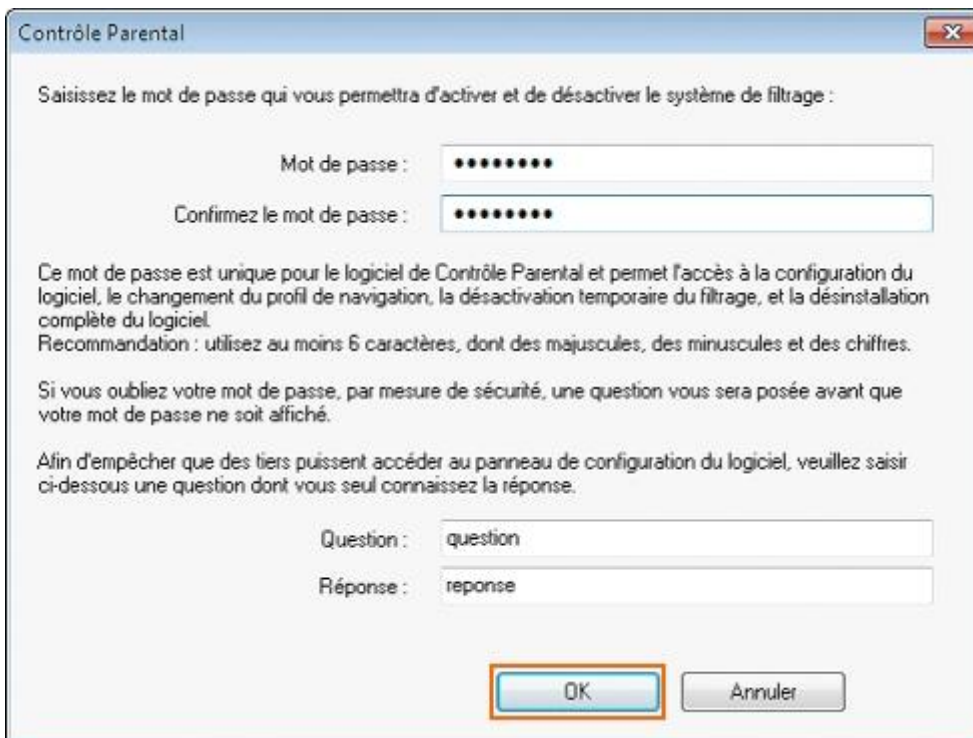 Contrôle Parental
Saisissez le mot de passe qui vous permettra d'activer et de désactiver le système de filtrage :
Mot de passe : ••••••••
Confirmez le mot de passe : ••••••••
Ce mot de passe est unique pour le logiciel de Contrôle Parental et permet l'accès à la configuration du
logiciel, le changement du profil de navigation, la désactivation temporaire du filtrage, et la désinstallation
complète du logiciel.
Recommandation : utilisez au moins 6 caractères, dont des majuscules, des minuscules et des chiffres.
Si vous oubliez votre mot de passe, par mesure de sécurité, une question vous sera posée avant que
votre mot de passe ne soit affiché.
Afin d'empêcher que des tiers puissent accéder au panneau de configuration du logiciel, veuillez saisir
ci-dessous une question dont vous seul connaissez la réponse.
Question : question
Réponse : reponse
OK Annuler